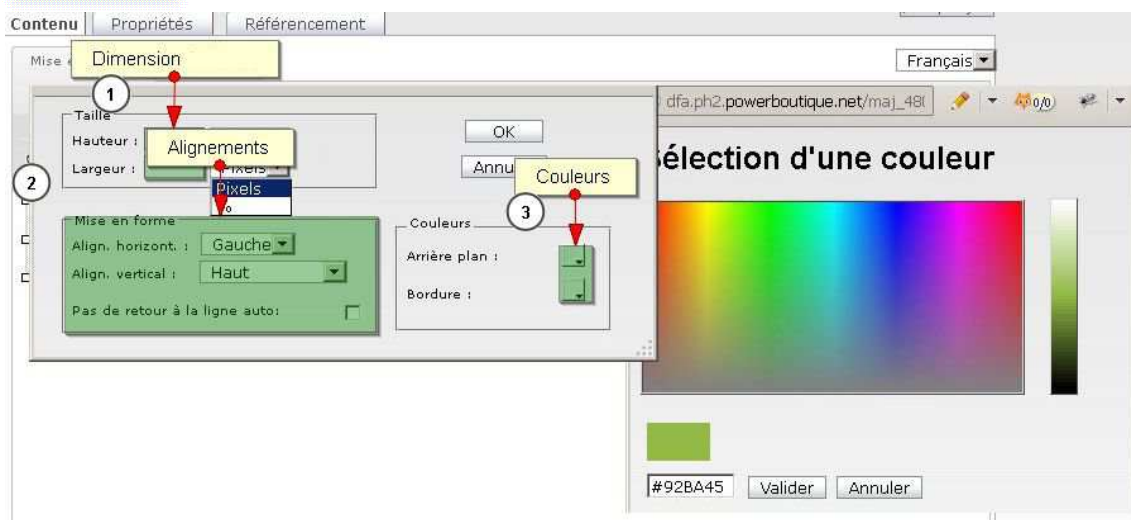 Contenu Propriétés Référencement
Mise
Dimension
Français
1
Taille
Hauteur :
Largeur :
Alignements
Pixels
Pixels
OK
Annu
Couleurs
2
3
Mise en forme
Align. horizont. : Gauche
Align. vertical : Haut
Pas de retour à la ligne auto:
Couleurs
Arrière plan :
Bordure :
dfa.ph2.powerboutique.net/maj_48(
0/0
élection d'une couleur
#92BA45 Valider Annuler